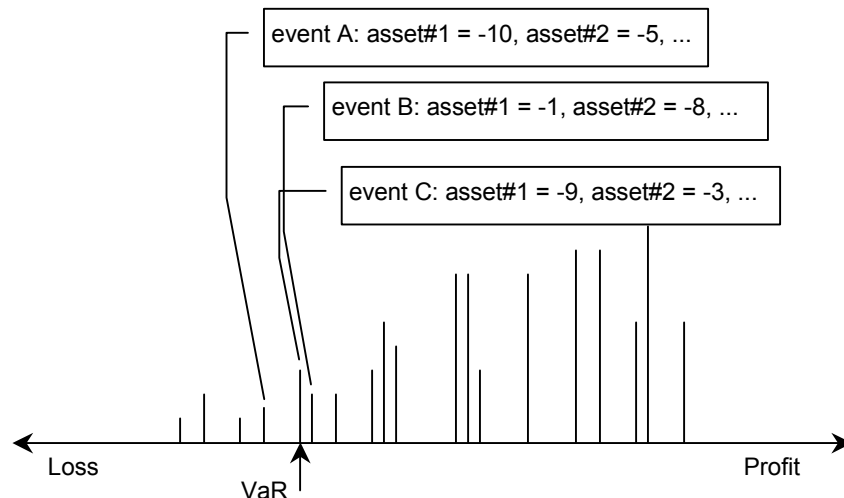 event A: asset#1 = -10, asset#2 = -5, ...
event B: asset#1 = -1, asset#2 = -8, ...
event C: asset#1 = -9, asset#2 = -3, ...
Loss
Profit
VaR